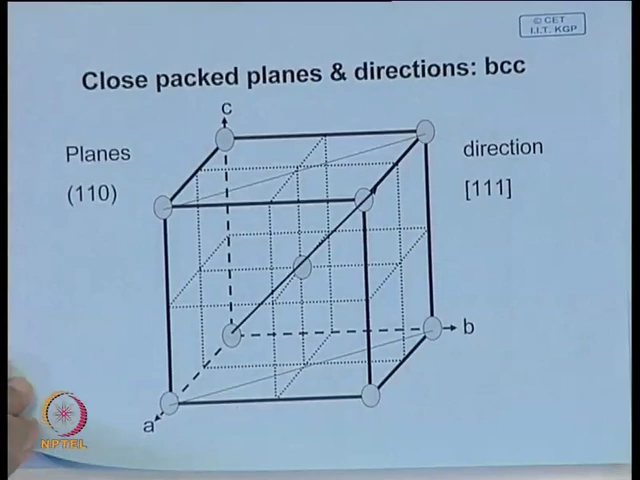 © CET
I.I.T. KGP
Close packed planes & directions: bcc
c
Planes
direction
(110)
[111]
b
a
NPTEL